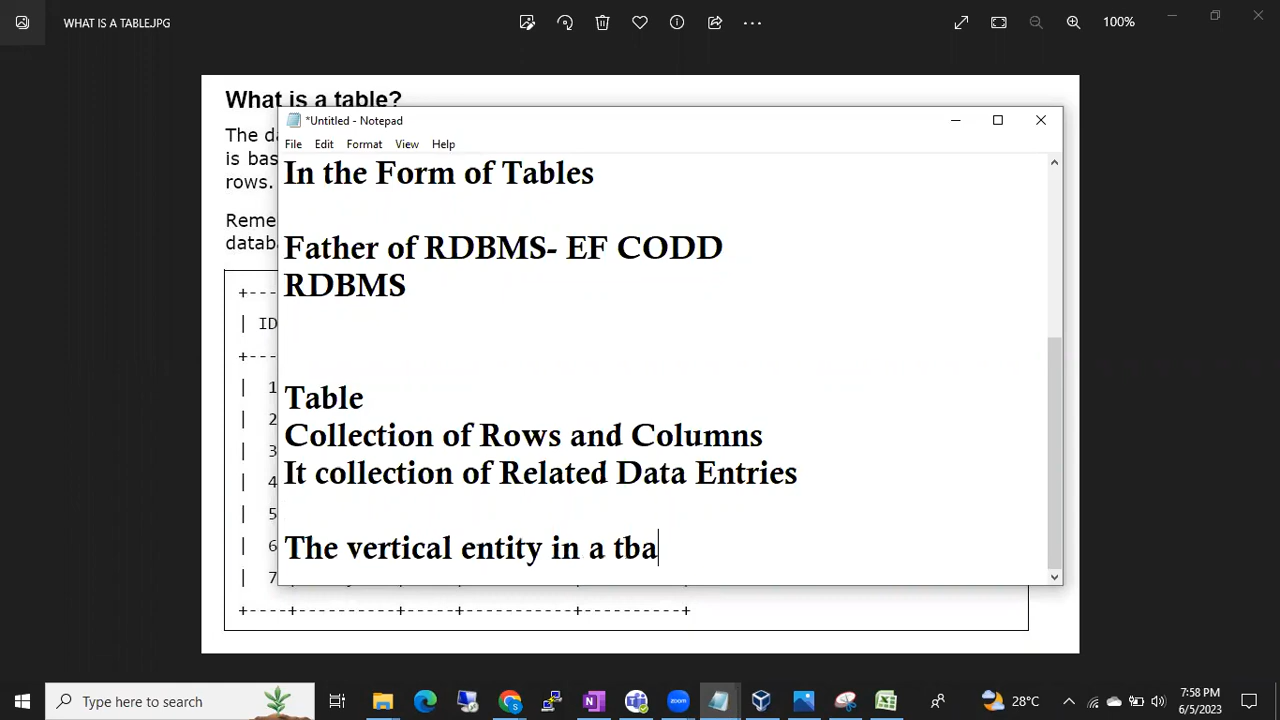 WHAT IS A TABLE.JPG
100%
What is a table?
The da
is bas
rows.
Reme
datab
*Untitled - Notepad
File Edit Format View Help
In the Form of Tables
Father of RDBMS- EF CODD
RDBMS
Table
Collection of Rows and Columns
It collection of Related Data Entries
The vertical entity in a tba
+----
| ID
+---
| 1
| 2
| 3
| 4
| 5
| 6
| 7
+----+----------+-----+-----------+----------+
Type here to search
zoom
28°C
7:58 PM
6/5/2023